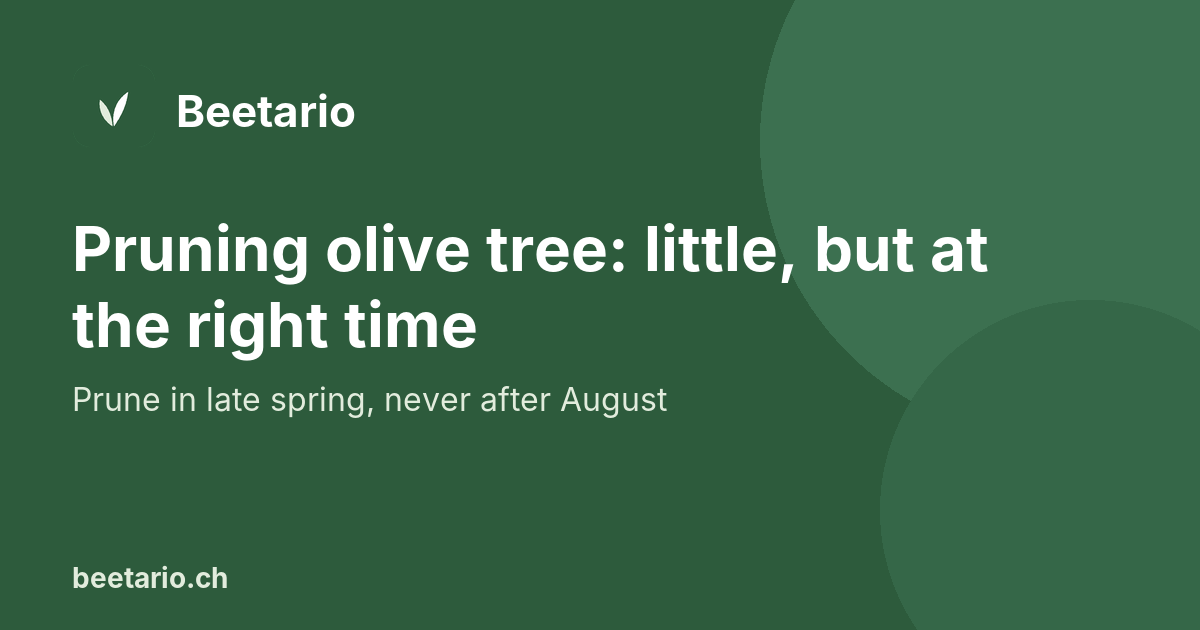 Beetario
Pruning olive tree: little, but at
the right time
Prune in late spring, never after August
beetario.ch